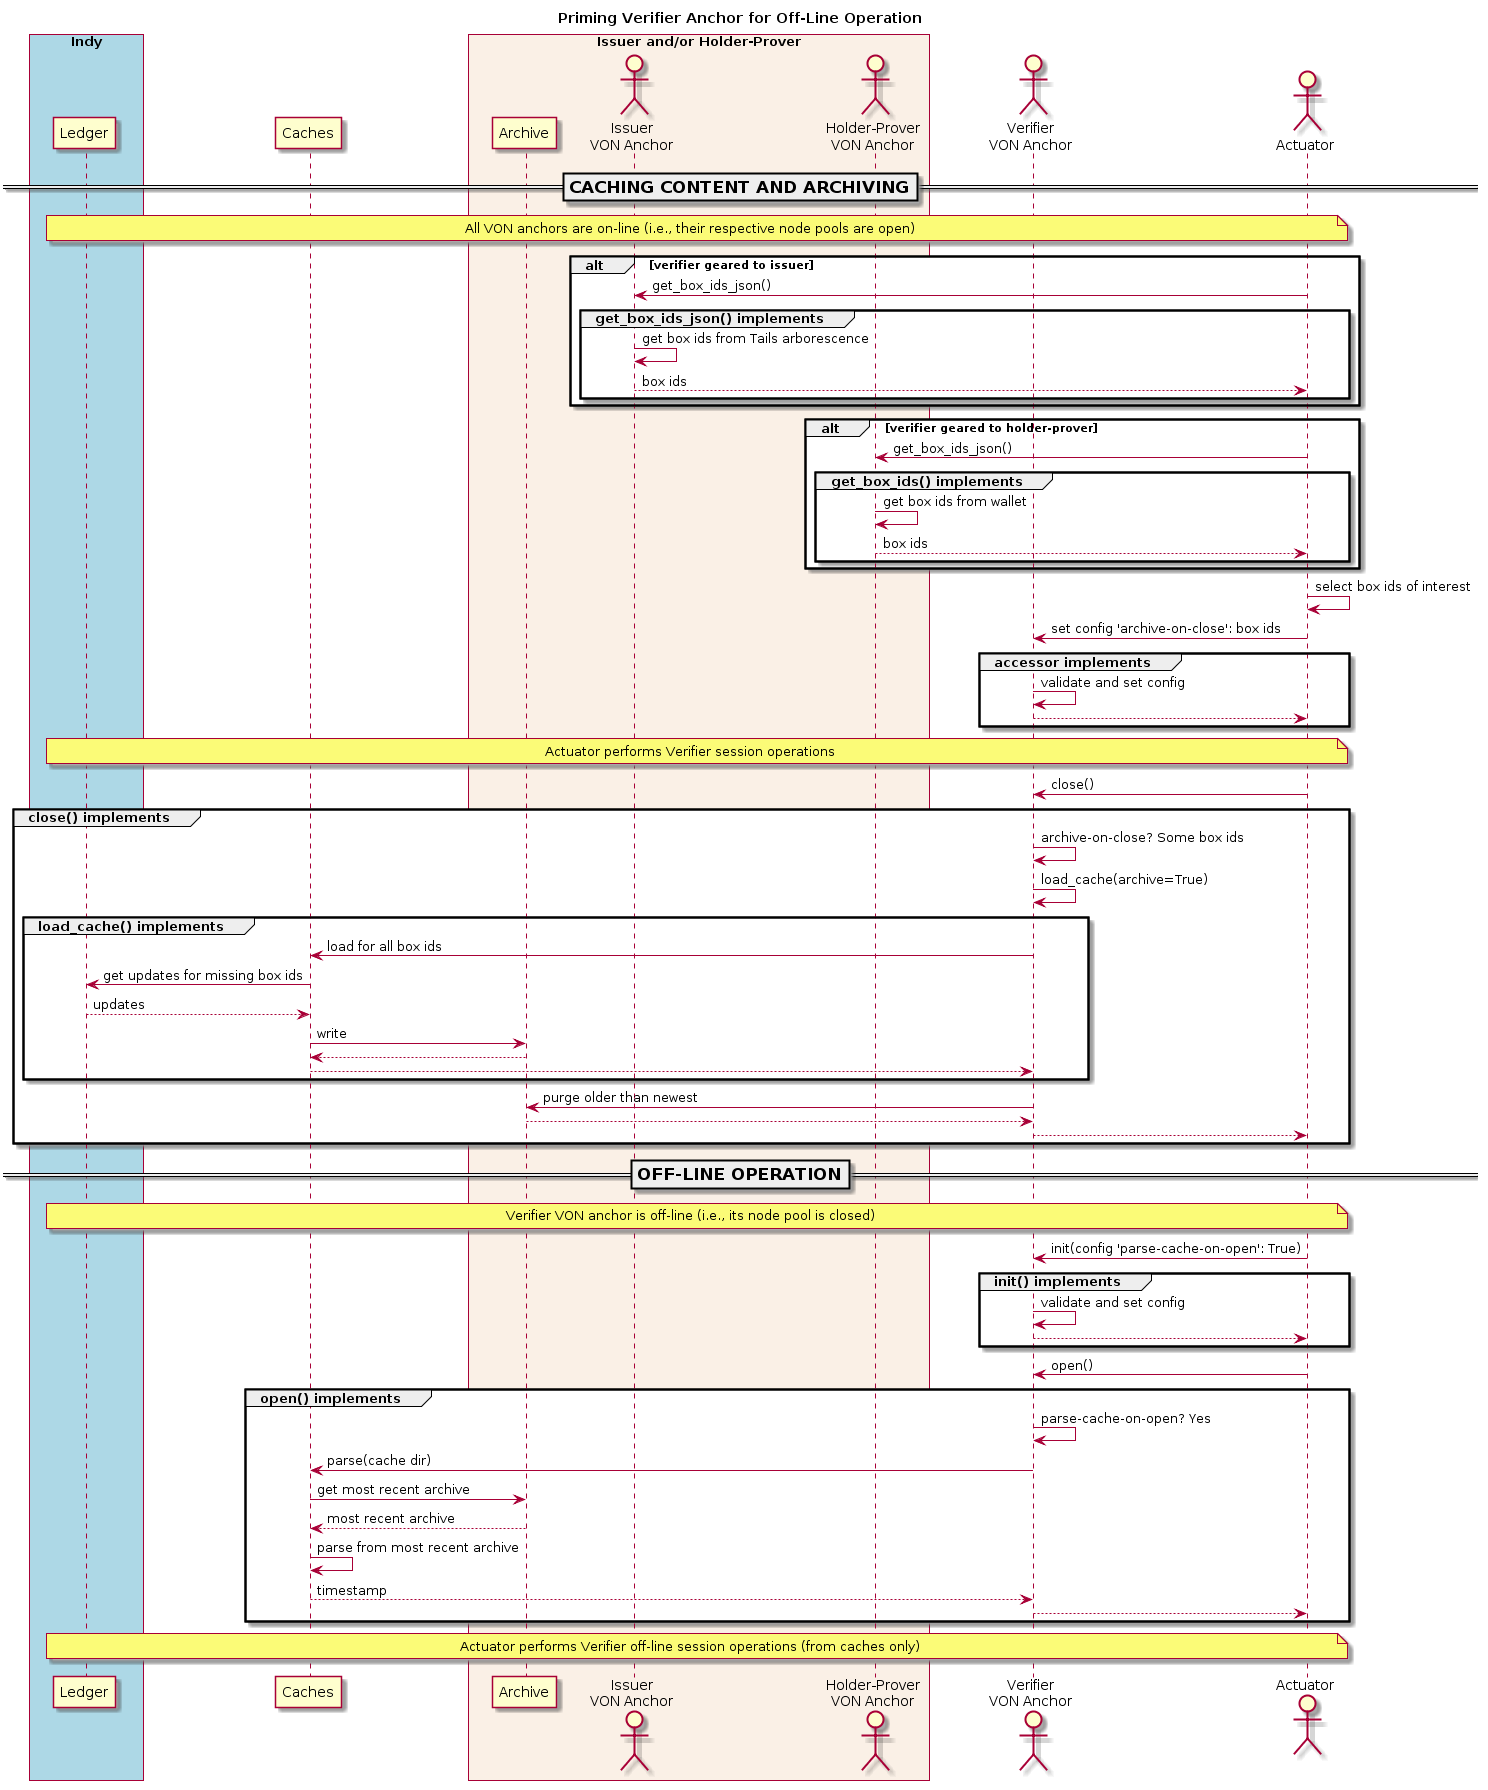 Priming Verifier Anchor for Off-Line Operation
Indy
Issuer and/or Holder-Prover
Ledger
Caches
Archive
Issuer
VON Anchor
Holder-Prover
VON Anchor
Verifier
VON Anchor
Actuator
CACHING CONTENT AND ARCHIVING
All VON anchors are on-line (i.e., their respective node pools are open)
alt [verifier geared to issuer]
get_box_ids_json()
get_box_ids_json() implements
get box ids from Tails arborescence
box ids
alt [verifier geared to holder-prover]
get_box_ids_json()
get_box_ids() implements
get box ids from wallet
box ids
select box ids of interest
set config 'archive-on-close': box ids
accessor implements
validate and set config
Actuator performs Verifier session operations
close()
close() implements
archive-on-close? Some box ids
load_cache(archive=True)
load_cache() implements
load for all box ids
get updates for missing box ids
updates
write
purge older than newest
OFF-LINE OPERATION
Verifier VON anchor is off-line (i.e., its node pool is closed)
init(config 'parse-cache-on-open': True)
init() implements
validate and set config
open()
open() implements
parse-cache-on-open? Yes
parse(cache dir)
get most recent archive
most recent archive
parse from most recent archive
timestamp
Actuator performs Verifier off-line session operations (from caches only)
Ledger
Caches
Archive
Issuer
VON Anchor
Holder-Prover
VON Anchor
Verifier
VON Anchor
Actuator